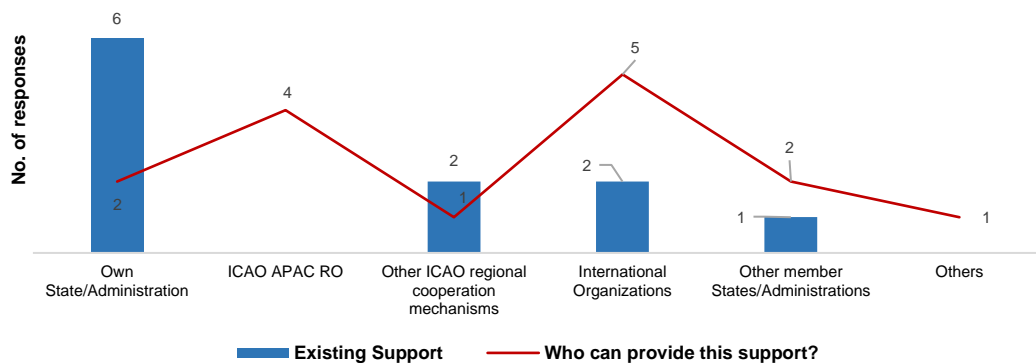 6
5
4
2
2
2
1
1
2
1
No. of responses
Own
State/Administration
ICAO APAC RO
Other ICAO regional
cooperation
mechanisms
International
Organizations
Other member
States/Administrations
Others
Existing Support
Who can provide this support?